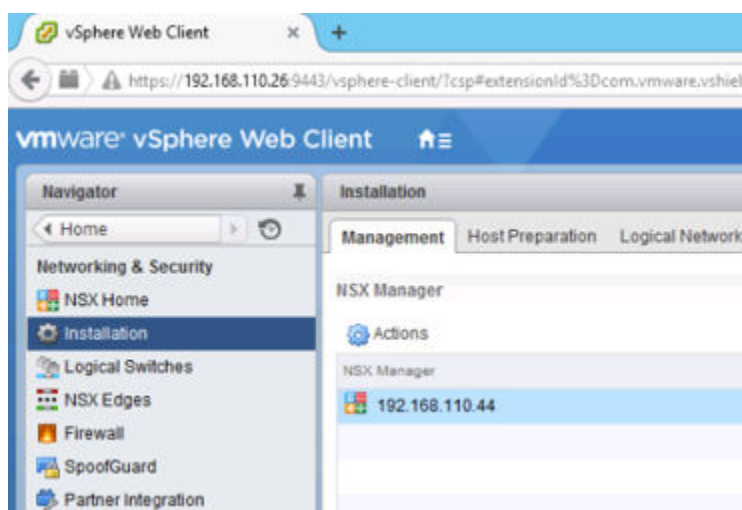 vSphere Web Client
https://192.168.110.26:9443/vsphere-client/?csp#extensionId%3Dcom.vmware.vshiel
vmware® vSphere Web Client
Navigator
Home
Networking & Security
NSX Home
Installation
Logical Switches
NSX Edges
Firewall
SpoofGuard
Partner Integration
Installation
Management Host Preparation Logical Network
NSX Manager
Actions
NSX Manager
192.168.110.44